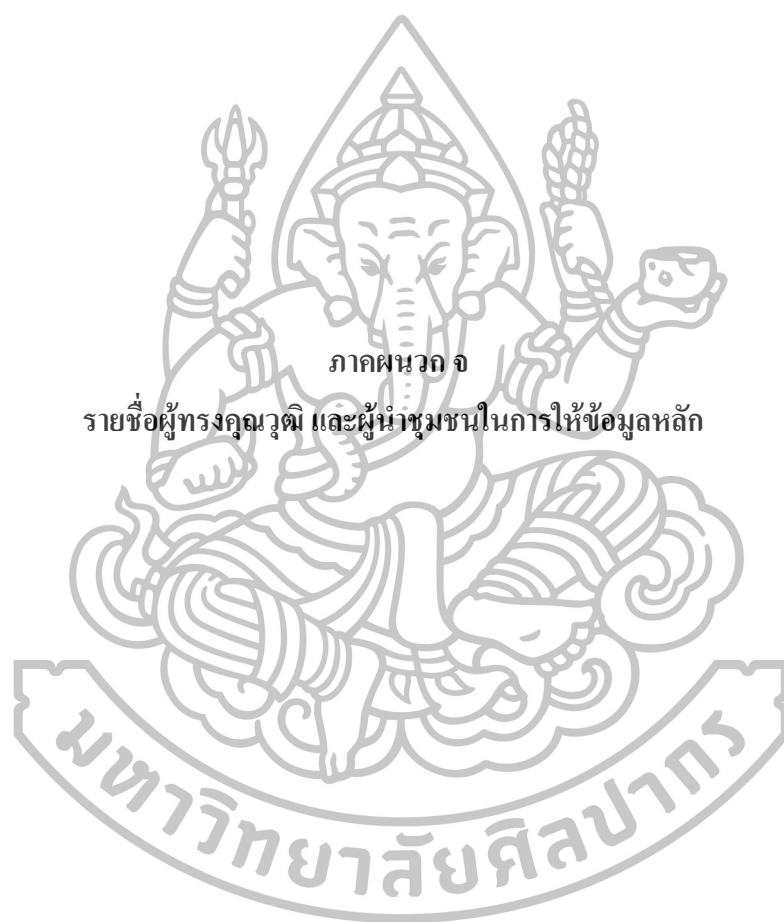 ภาคผนวก จ
รายชื่อผู้ทรงคุณวุฒิ และผู้นำชุมชนในการให้ข้อมูลหลัก
มหาวิทยาลัยศิลปากร